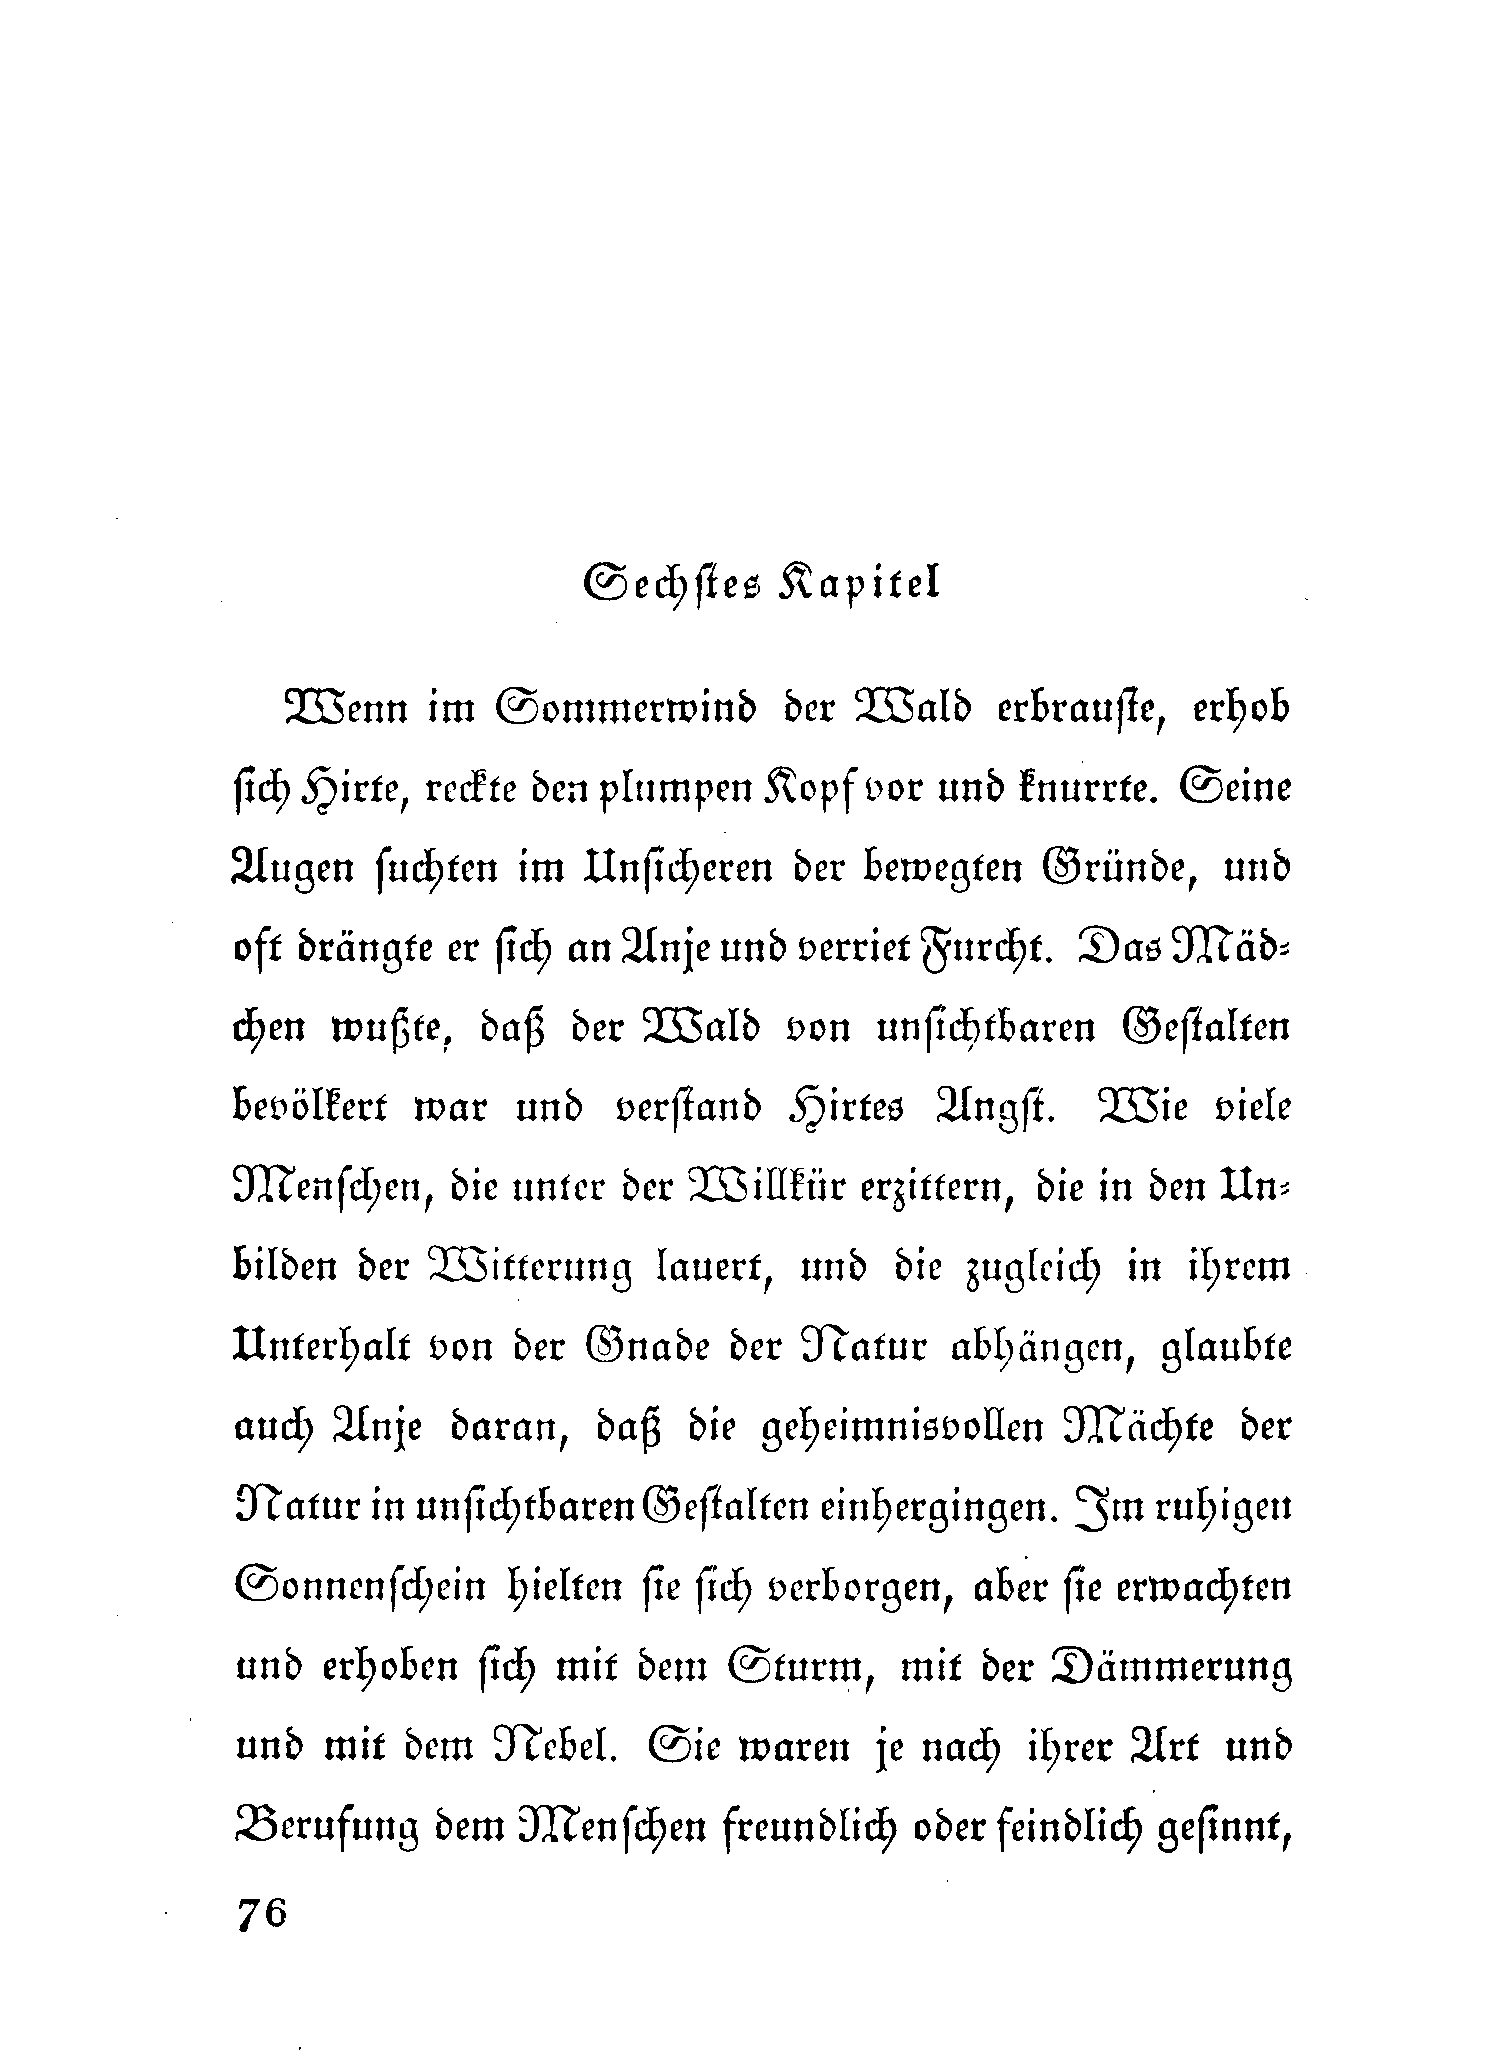 Sechstes Kapitel
Wenn im Sommerwind der Wald erbrauste, erhob
sich Hirte, reckte den plumpen Kopf vor und knurrte. Seine
Augen suchten im Unsicheren der bewegten Gründe, und
oft drängte er sich an Anje und verriet Furcht. Das Mäd-
chen wußte, daß der Wald von unsichtbaren Gestalten
bevölkert war und verstand Hirtes Angst. Wie viele
Menschen, die unter der Willkür erzittern, die in den Un-
bilden der Witterung lauert, und die zugleich in ihrem
Unterhalt von der Gnade der Natur abhängen, glaubte
auch Anje daran, daß die geheimnisvollen Mächte der
Natur in unsichtbaren Gestalten einhergingen. Im ruhigen
Sonnenschein hielten sie sich verborgen, aber sie erwachten
und erhoben sich mit dem Sturm, mit der Dämmerung
und mit dem Nebel. Sie waren je nach ihrer Art und
Berufung dem Menschen freundlich oder feindlich gesinnt,
76